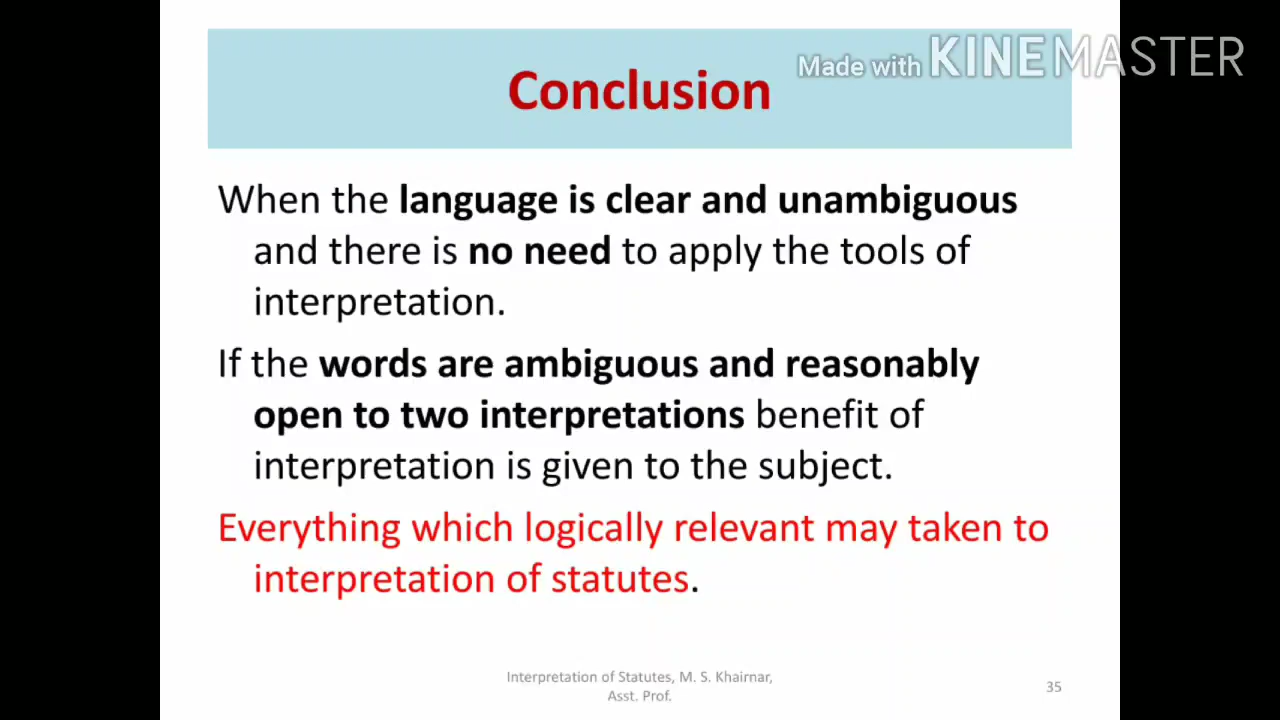 Made with KINEMASTER
Conclusion
When the language is clear and unambiguous
and there is no need to apply the tools of
interpretation.
If the words are ambiguous and reasonably
open to two interpretations benefit of
interpretation is given to the subject.
Everything which logically relevant may taken to
interpretation of statutes.
Interpretation of Statutes, M. S. Khairnar,
Asst. Prof.
35